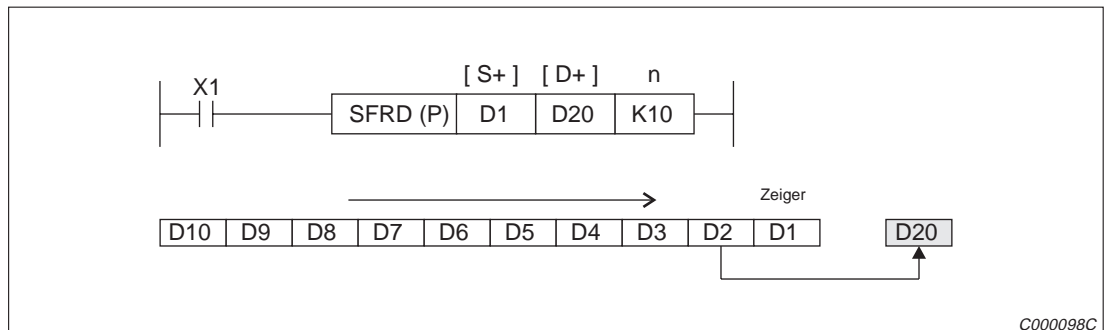 [ S+ ] [ D+ ] n
X1
SFRD (P) D1 D20 K10
Zeiger
D10 D9 D8 D7 D6 D5 D4 D3 D2 D1 D20
C000098C